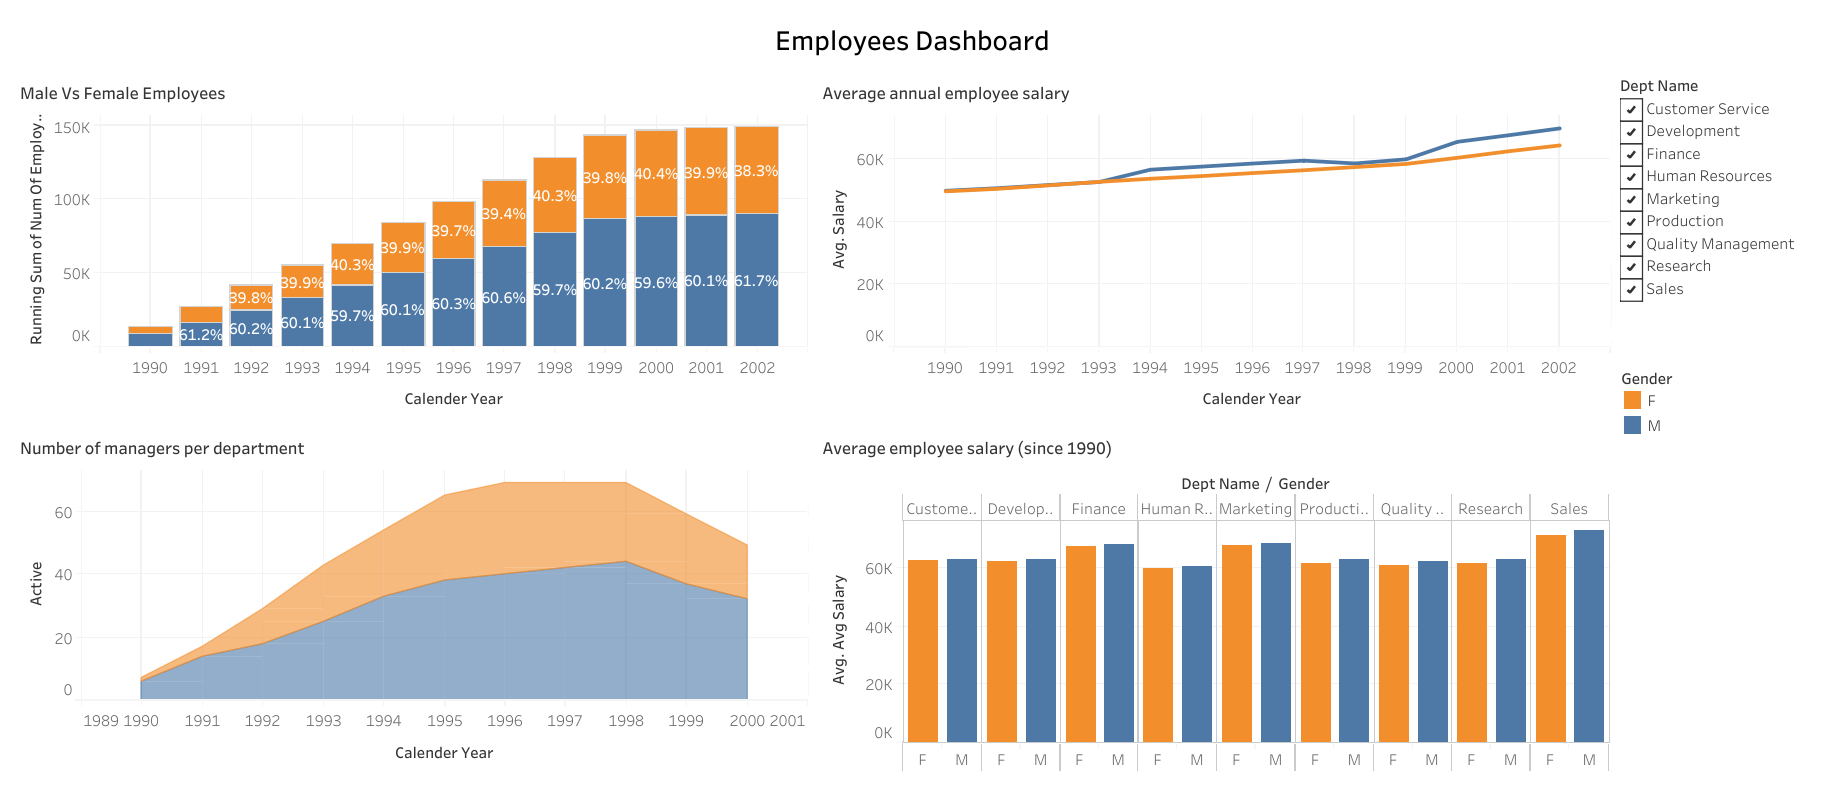 Employees Dashboard
Male Vs Female Employees
Running Sum of Num Of Employ..
150K
100K
50K
0K
39.8%
39.9%
40.3%
39.9%
39.7%
39.4%
40.3%
39.8%
40.4%
39.9%
38.3%
61.2%
60.2%
60.1%
59.7%
60.1%
60.3%
60.6%
59.7%
60.2%
59.6%
60.1%
61.7%
1990 1991 1992 1993 1994 1995 1996 1997 1998 1999 2000 2001 2002
Calender Year
Average annual employee salary
Avg. Salary
60K
40K
20K
0K
1990 1991 1992 1993 1994 1995 1996 1997 1998 1999 2000 2001 2002
Calender Year
Dept Name
Customer Service
Development
Finance
Human Resources
Marketing
Production
Quality Management
Research
Sales
Gender
F
M
Number of managers per department
Active
60
40
20
0
1989 1990 1991 1992 1993 1994 1995 1996 1997 1998 1999 2000 2001
Calender Year
Average employee salary (since 1990)
Dept Name / Gender
Custome.. Develop.. Finance Human R.. Marketing Producti.. Quality .. Research Sales
Avg. Avg Salary
60K
40K
20K
0K
F M F M F M F M F M F M F M F M F M